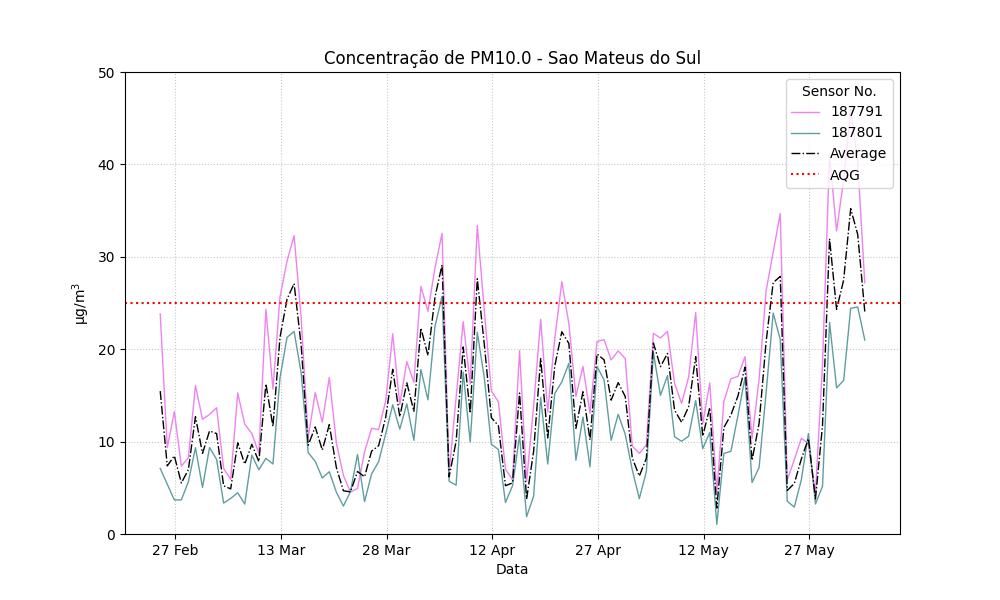 Concentração de PM10.0 - Sao Mateus do Sul
50
40
30
20
10
0
µg/m³
Sensor No.
187791
187801
Average
AQG
27 Feb
13 Mar
28 Mar
12 Apr
27 Apr
12 May
27 May
Data